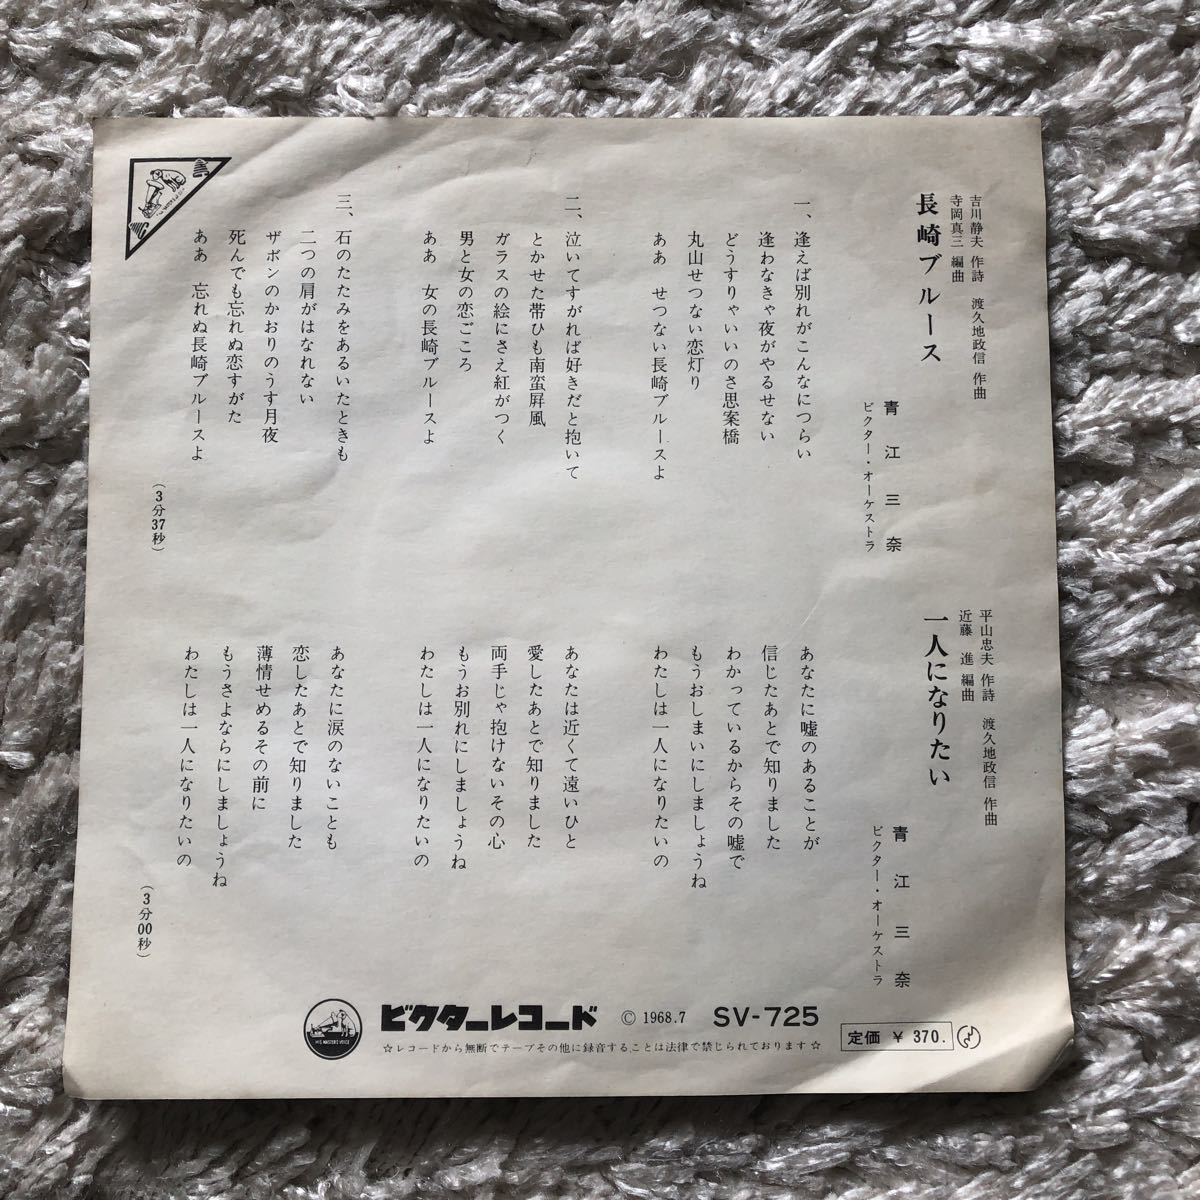 吉川静夫 作詩 渡久地政信 作曲
寺岡真三 編曲
長崎ブルース
青江三奈
ビクター・オーケストラ
一、逢えば別れがこんなにつらい
逢わなきゃ夜がやるせない
どうすりゃいいのさ思案橋
丸山せつない恋灯り
ああ せつない長崎ブルースよ
二、泣いてすがれば好きだと抱いて
とかせた帯ひも南蛮屛風
ガラスの絵にさえ紅がつく
男と女の恋ごころ
ああ 女の長崎ブルースよ
三、石のたたみをあるいたときも
二つの肩がはなれない
ザボンのかおりのうす月夜
死んでも忘れぬ恋すがた
ああ 忘れぬ長崎ブルースよ
(3分37秒)
平山忠夫 作詩 渡久地政信 作曲
近藤 進 編曲
一人になりたい
青江三奈
ビクター・オーケストラ
あなたに嘘のあることが
信じたあとで知りました
わかっているからその嘘で
もうおしまいにしましょうね
わたしは一人になりたいの
あなたは近くて遠いひと
愛したあとで知りました
両手じゃ抱けないその心
もうお別れにしましょうね
わたしは一人になりたいの
あなたに涙のないことも
恋したあとで知りました
薄情せめるその前に
もうさよならにしましょうね
わたしは一人になりたいの
(3分00秒)
HIS MASTERS VOICE
ビクターレコード © 1968.7 SV-725
定価 ¥ 370.
☆レコードから無断でテープその他に録音することは法律で禁じられております☆